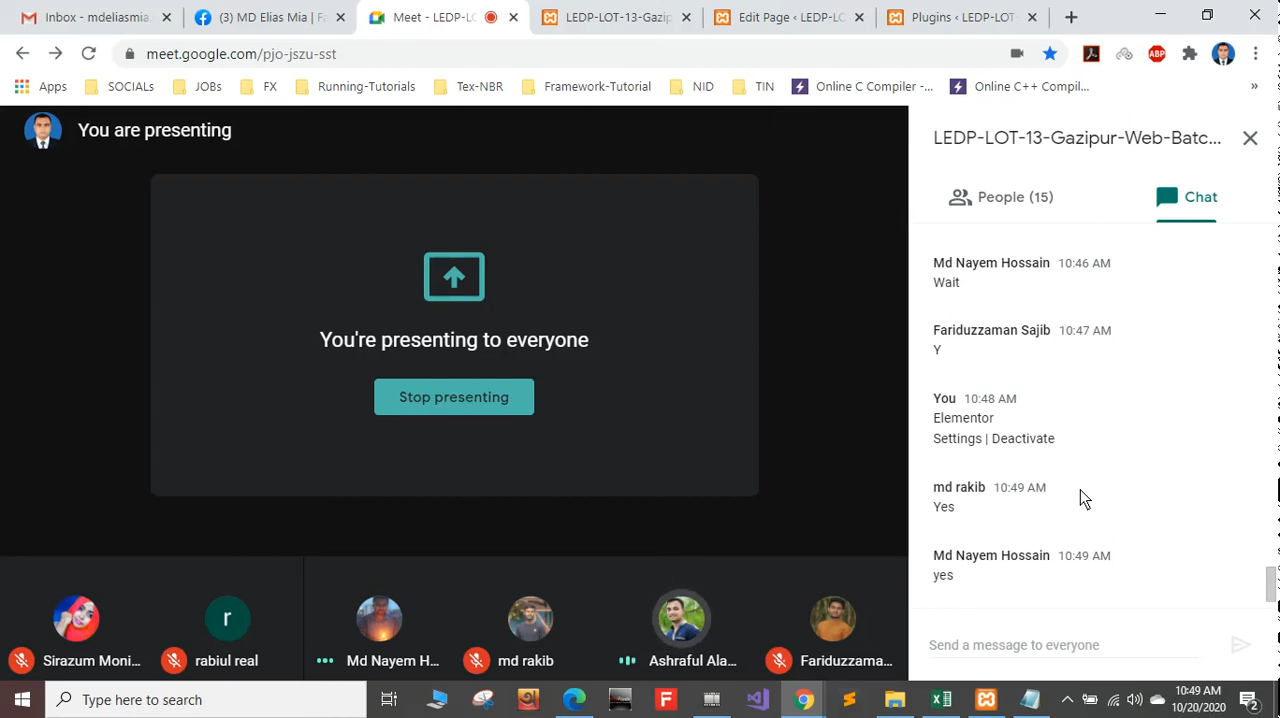 Inbox - mdeliasmia.
(3) MD Elias Mia | Fa
Meet - LEDP-L
LEDP-LOT-13-Gazip
Edit Page ‹ LEDP-LO
Plugins ‹ LEDP-LOT
meet.google.com/pjo-jszu-sst
ABP
Apps
SOCIALs
JOBs
FX
Running-Tutorials
Tex-NBR
Framework-Tutorial
NID
TIN
Online C Compiler -...
Online C++ Compil...
»
You are presenting
You're presenting to everyone
Stop presenting
LEDP-LOT-13-Gazipur-Web-Batc...
People (15)
Chat
Md Nayem Hossain 10:46 AM
Wait
Fariduzzaman Sajib 10:47 AM
Y
You 10:48 AM
Elementor
Settings | Deactivate
md rakib 10:49 AM
Yes
Md Nayem Hossain 10:49 AM
yes
Send a message to everyone
r
Sirazum Moni...
rabiul real
Md Nayem H...
md rakib
Ashraful Ala...
Fariduzzama...
Type here to search
10:49 AM
10/20/2020
2